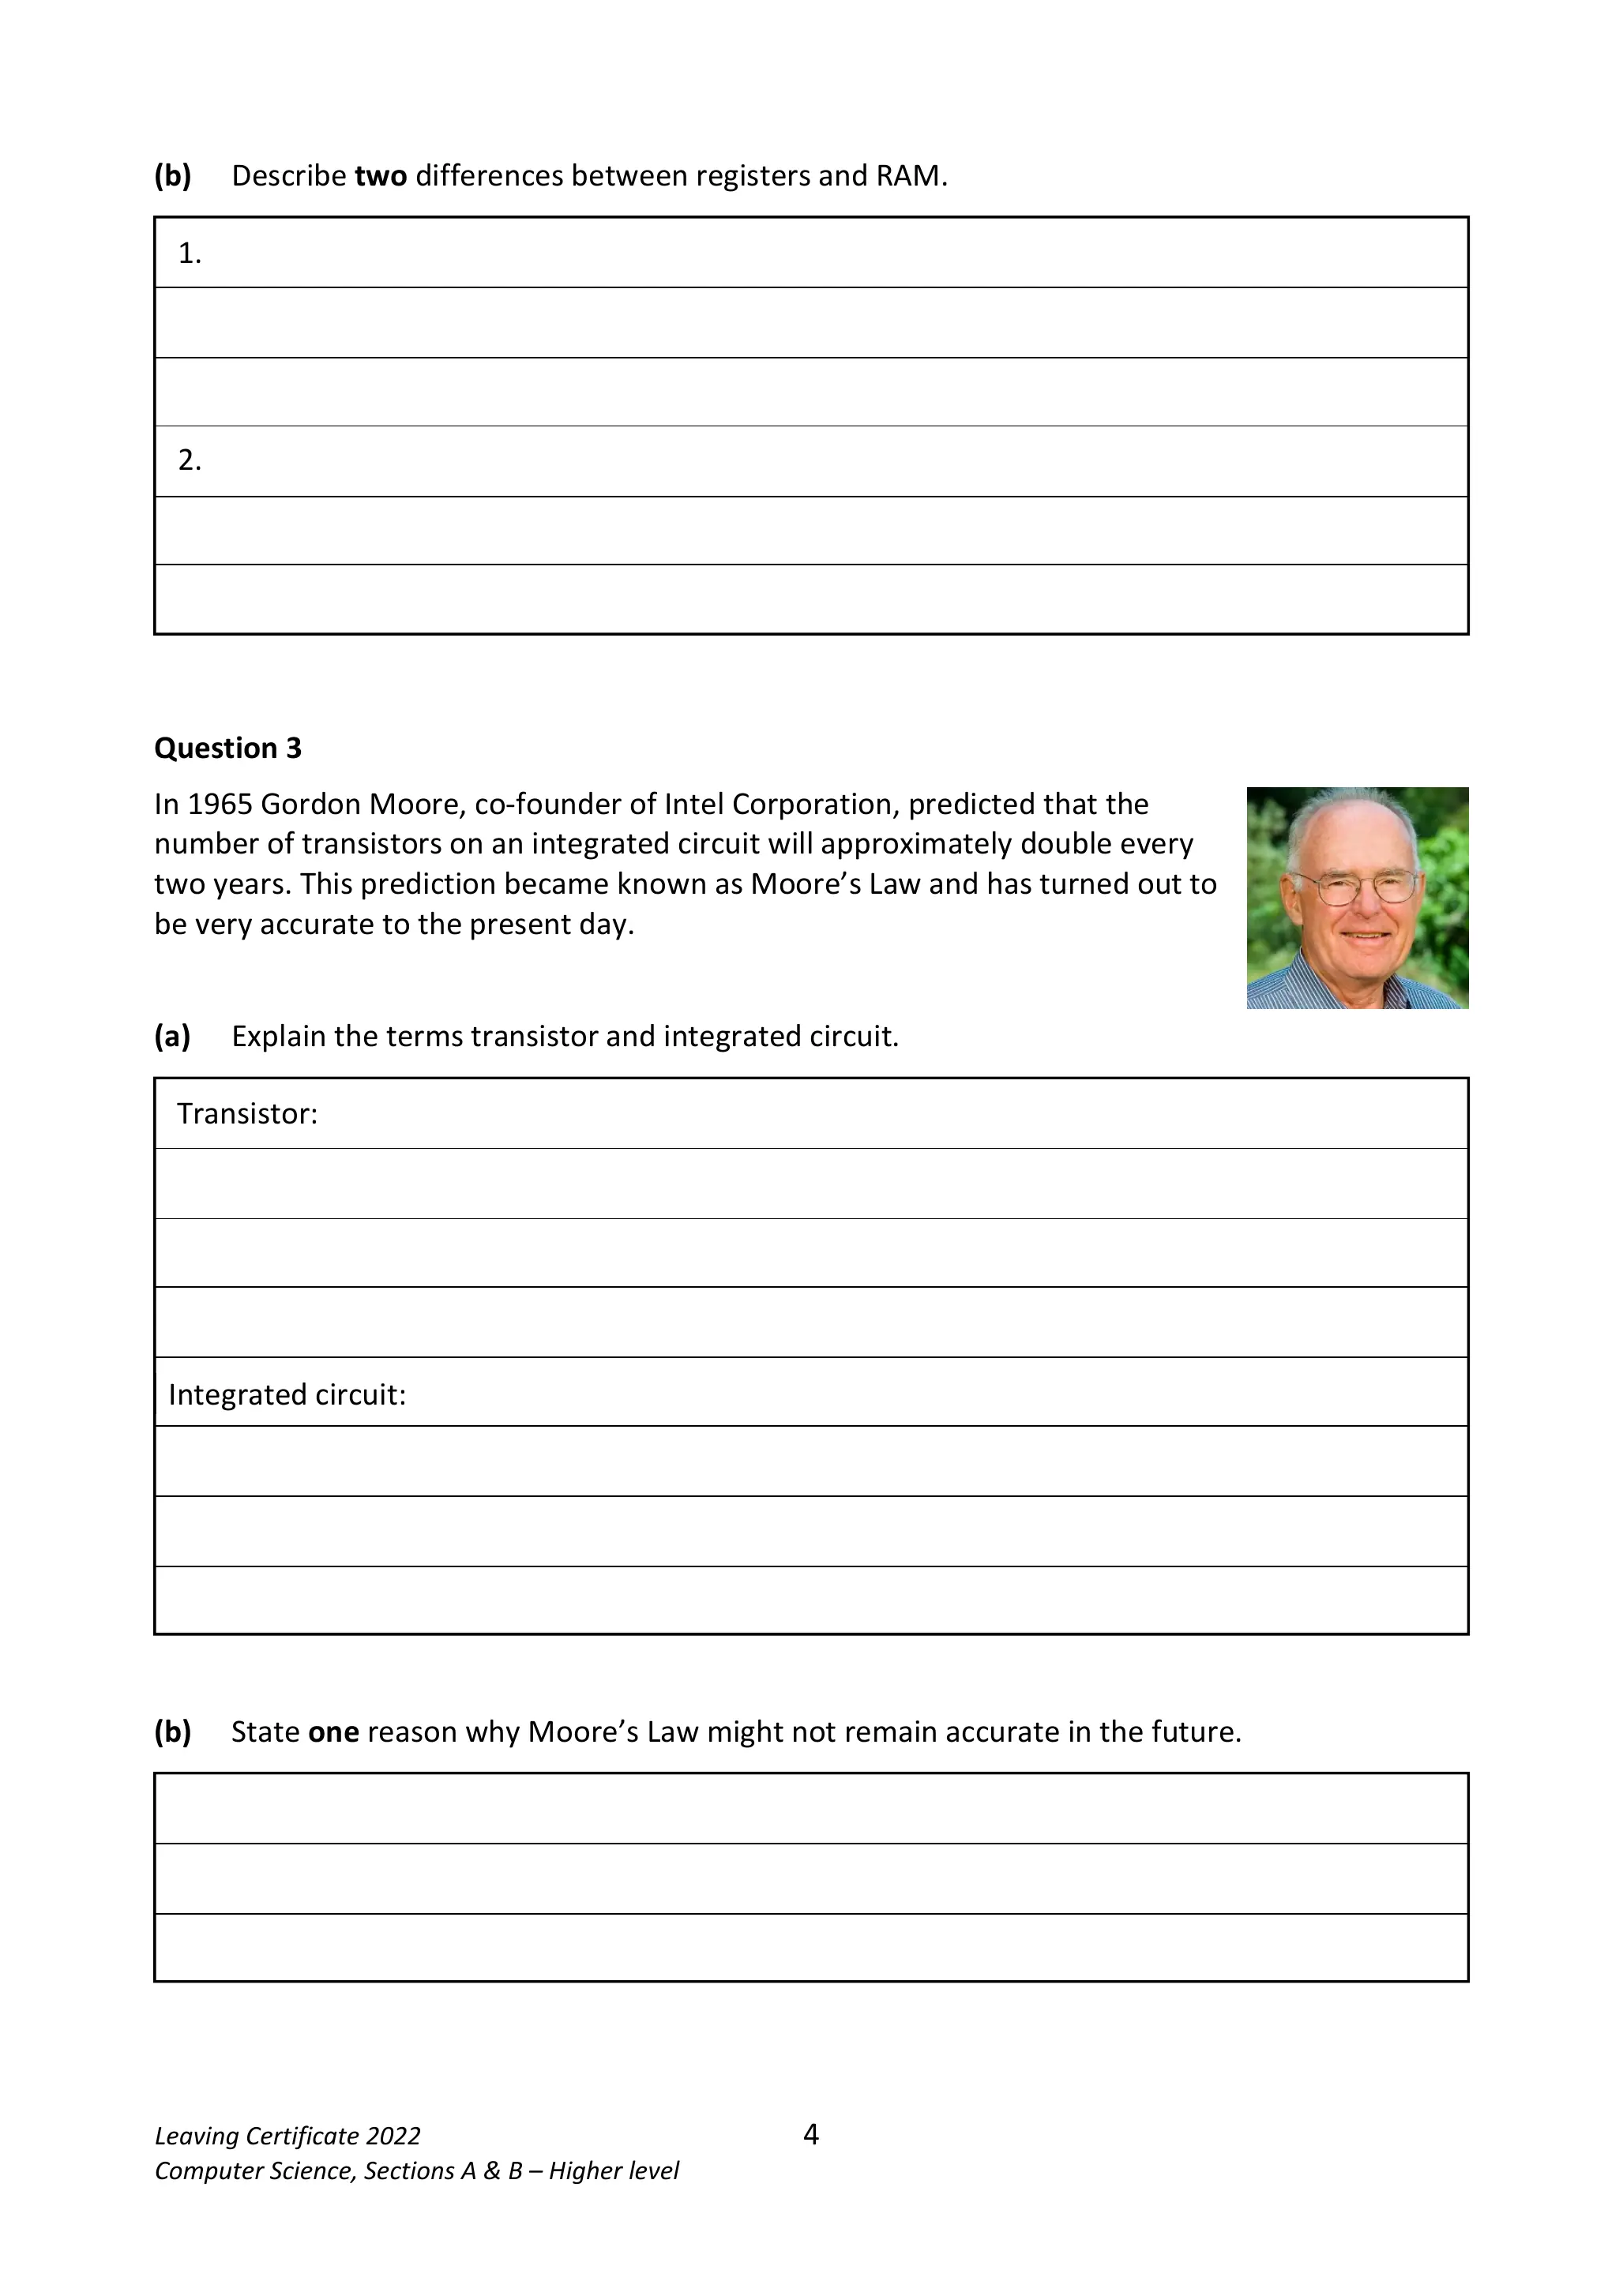 (b) Describe two differences between registers and RAM.
1.
2.
Question 3
In 1965 Gordon Moore, co-founder of Intel Corporation, predicted that the
number of transistors on an integrated circuit will approximately double every
two years. This prediction became known as Moore’s Law and has turned out to
be very accurate to the present day.
(a) Explain the terms transistor and integrated circuit.
Transistor:
Integrated circuit:
(b) State one reason why Moore’s Law might not remain accurate in the future.
Leaving Certificate 2022 4
Computer Science, Sections A & B – Higher level